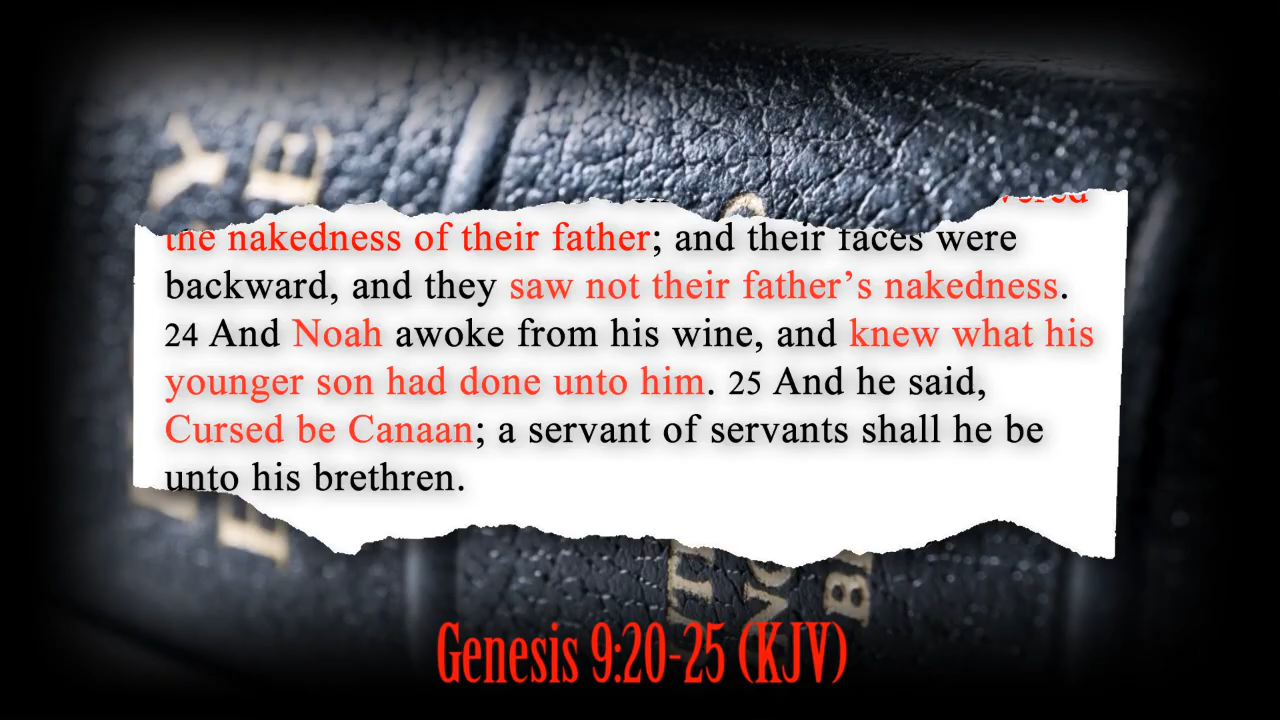 Y
E
vered
the nakedness of their father; and their faces were
backward, and they saw not their father’s nakedness.
24 And Noah awoke from his wine, and knew what his
younger son had done unto him. 25 And he said,
Cursed be Canaan; a servant of servants shall he be
unto his brethren.
Genesis 9:20-25 (KJV)